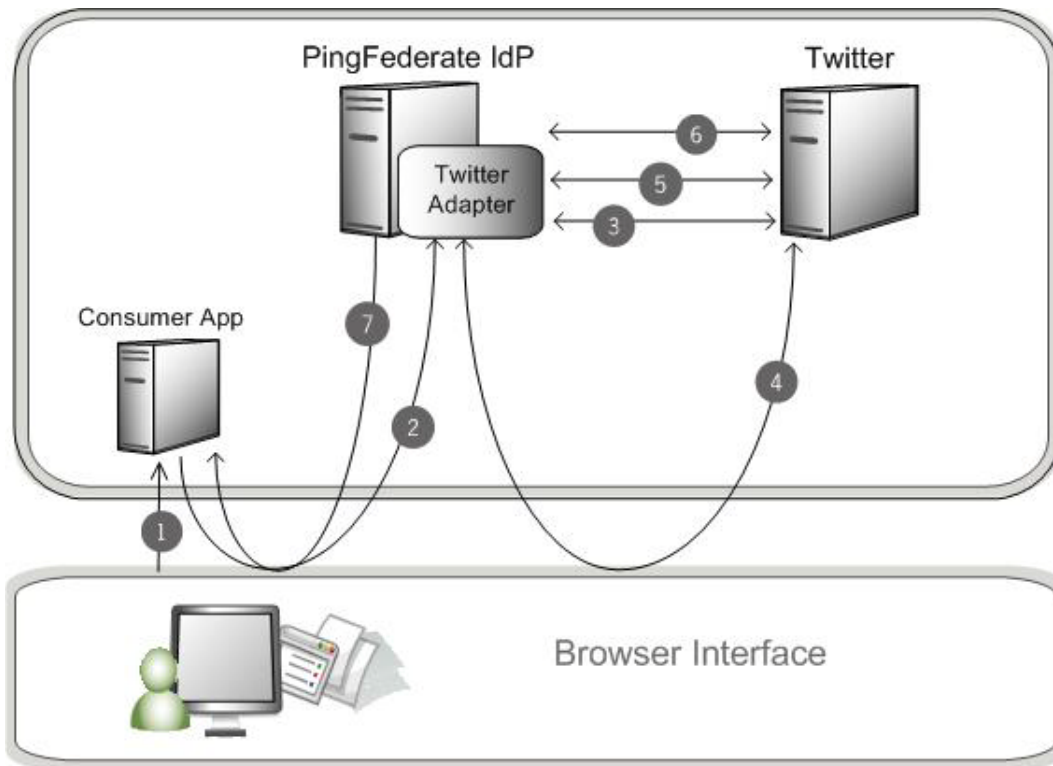 PingFederate IdP
Twitter
6
Twitter
Adapter
5
3
Consumer App
7
4
2
1
Browser Interface